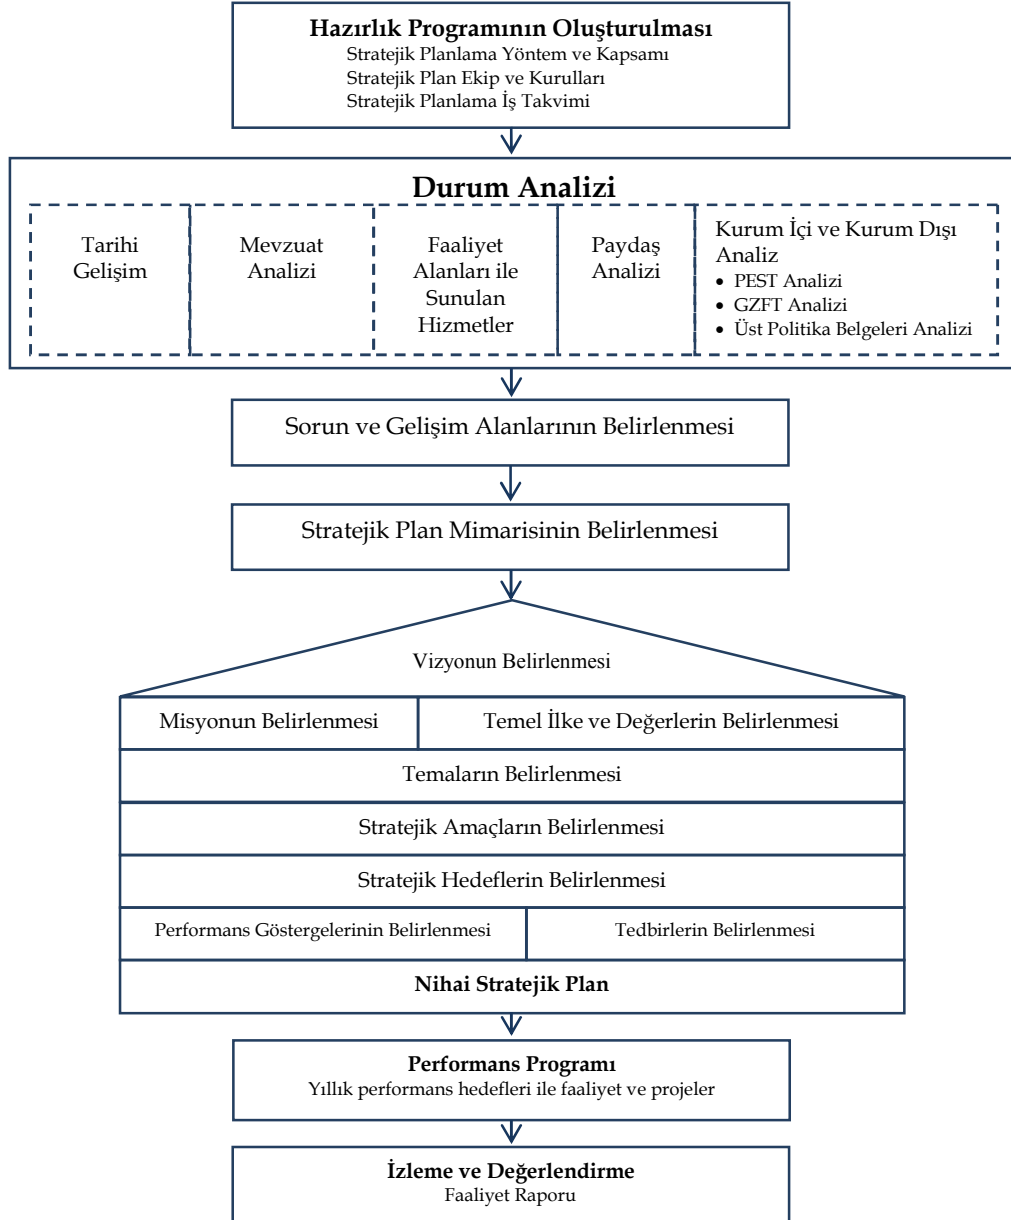 Hazırlık Programının Oluşturulması
Stratejik Planlama Yöntem ve Kapsamı
Stratejik Plan Ekip ve Kurulları
Stratejik Planlama İş Takvimi
Durum Analizi
Tarihi
Gelişim
Mevzuat
Analizi
Faaliyet
Alanları ile
Sunulan
Hizmetler
Paydaş
Analizi
Kurum İçi ve Kurum Dışı
Analiz
• PEST Analizi
• GZFT Analizi
• Üst Politika Belgeleri Analizi
Sorun ve Gelişim Alanlarının Belirlenmesi
Stratejik Plan Mimarisinin Belirlenmesi
Vizyonun Belirlenmesi
Misyonun Belirlenmesi
Temel İlke ve Değerlerin Belirlenmesi
Temaların Belirlenmesi
Stratejik Amaçların Belirlenmesi
Stratejik Hedeflerin Belirlenmesi
Performans Göstergelerinin Belirlenmesi
Tedbirlerin Belirlenmesi
Nihai Stratejik Plan
Performans Programı
Yıllık performans hedefleri ile faaliyet ve projeler
İzleme ve Değerlendirme
Faaliyet Raporu